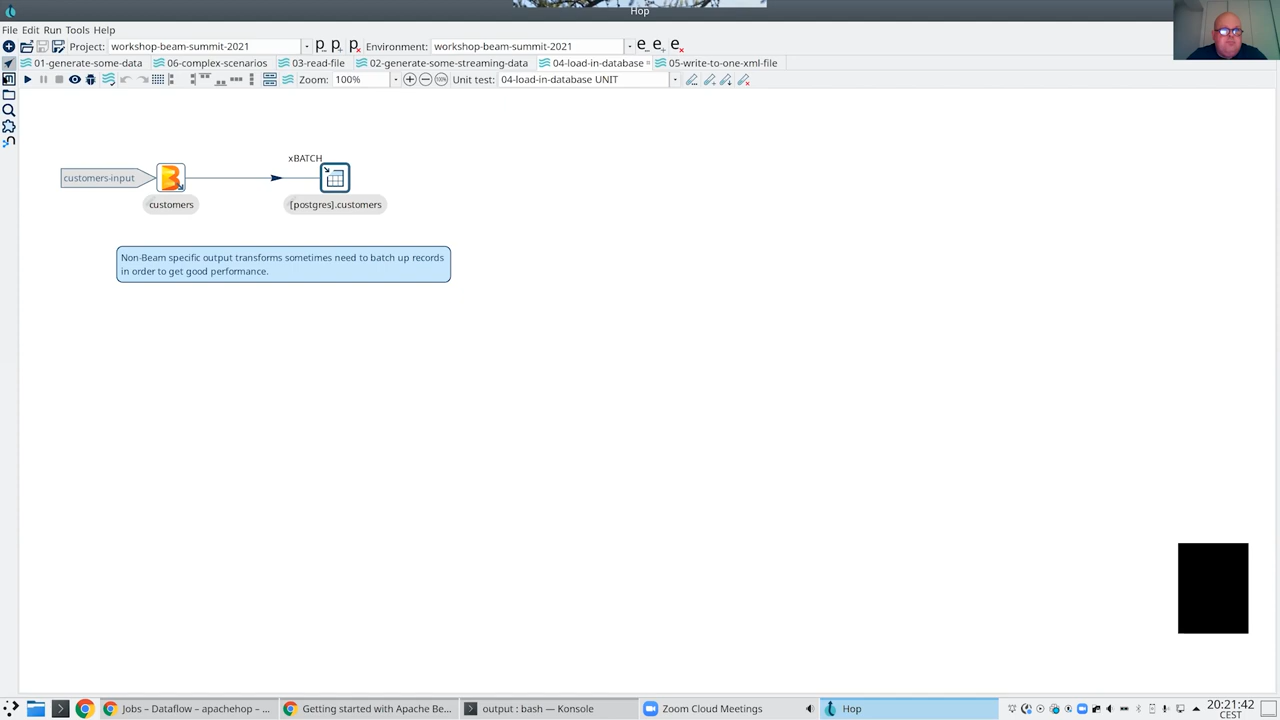 Hop
File Edit Run Tools Help
Project: workshop-beam-summit-2021 Environment: workshop-beam-summit-2021
01-generate-some-data 06-complex-scenarios 03-read-file 02-generate-some-streaming-data 04-load-in-database 05-write-to-one-xml-file
Zoom: 100% Unit test: 04-load-in-database UNIT
xBATCH
customers-input
customers [postgres].customers
Non-Beam specific output transforms sometimes need to batch up records
in order to get good performance.
Jobs – Dataflow – apachehop – ... Getting started with Apache Be... output : bash — Konsole Zoom Cloud Meetings Hop 20:21:42
CEST